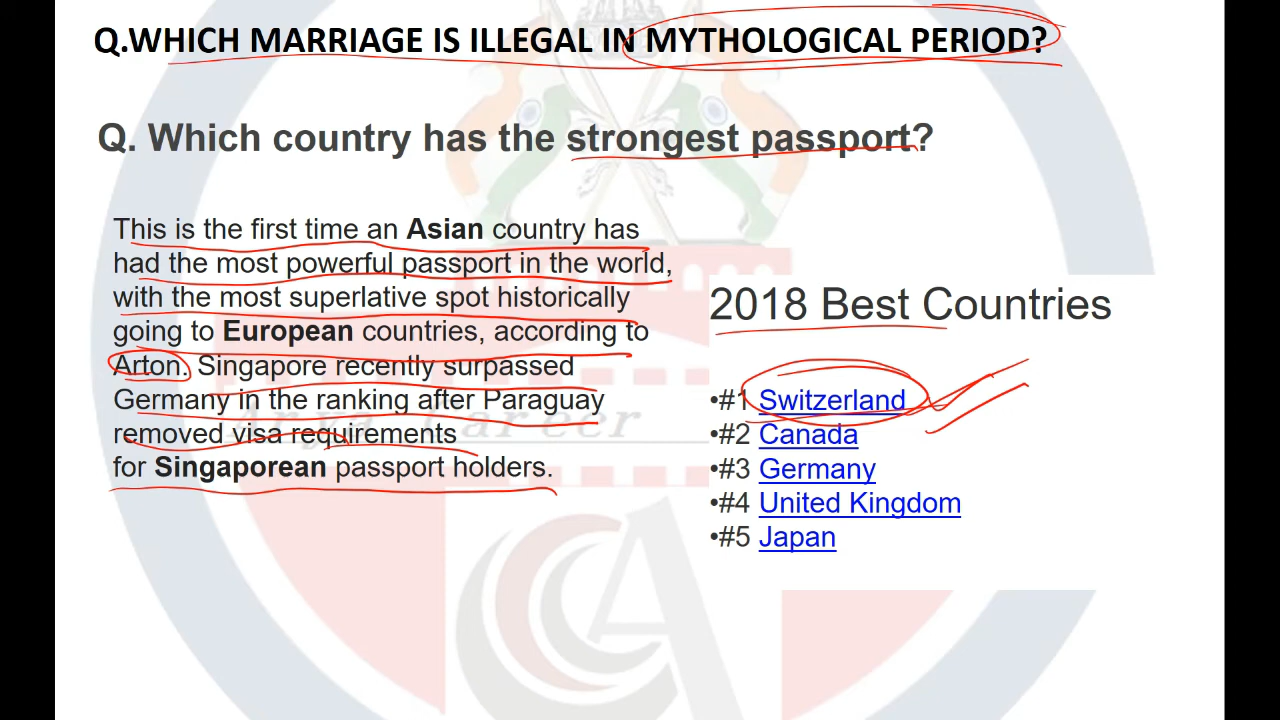 Q.WHICH MARRIAGE IS ILLEGAL IN MYTHOLOGICAL PERIOD?
Q. Which country has the strongest passport?
This is the first time an Asian country has
had the most powerful passport in the world,
with the most superlative spot historically
going to European countries, according to
Arton. Singapore recently surpassed
Germany in the ranking after Paraguay
removed visa requirements
for Singaporean passport holders.
Arya Career
2018 Best Countries
•#1 Switzerland
•#2 Canada
•#3 Germany
•#4 United Kingdom
•#5 Japan